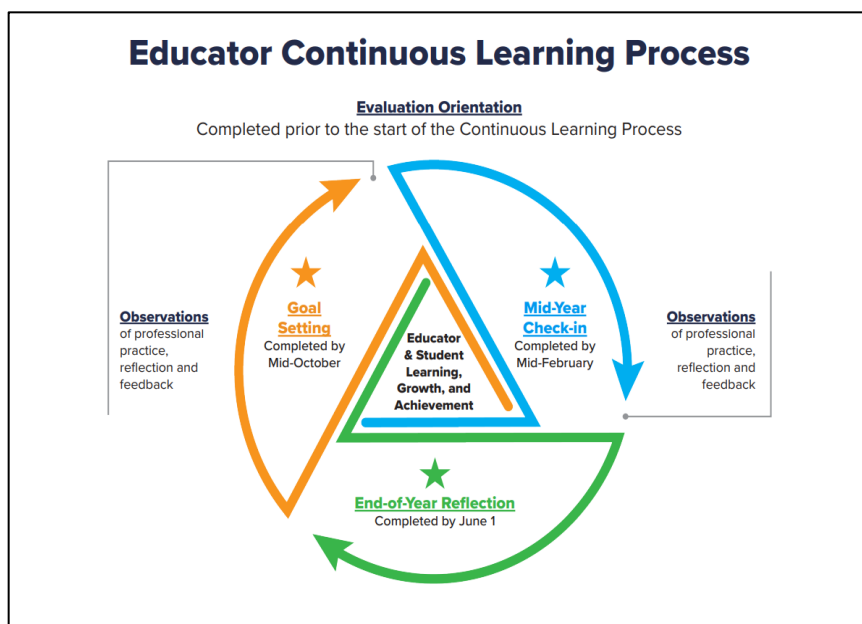 Educator Continuous Learning Process
Evaluation Orientation
Completed prior to the start of the Continuous Learning Process
Observations
of professional
practice,
reflection and
feedback
Goal
Setting
Completed by
Mid-October
Educator
& Student
Learning,
Growth, and
Achievement
Mid-Year
Check-in
Completed by
Mid-February
Observations
of professional
practice,
reflection and
feedback
End-of-Year Reflection
Completed by June 1